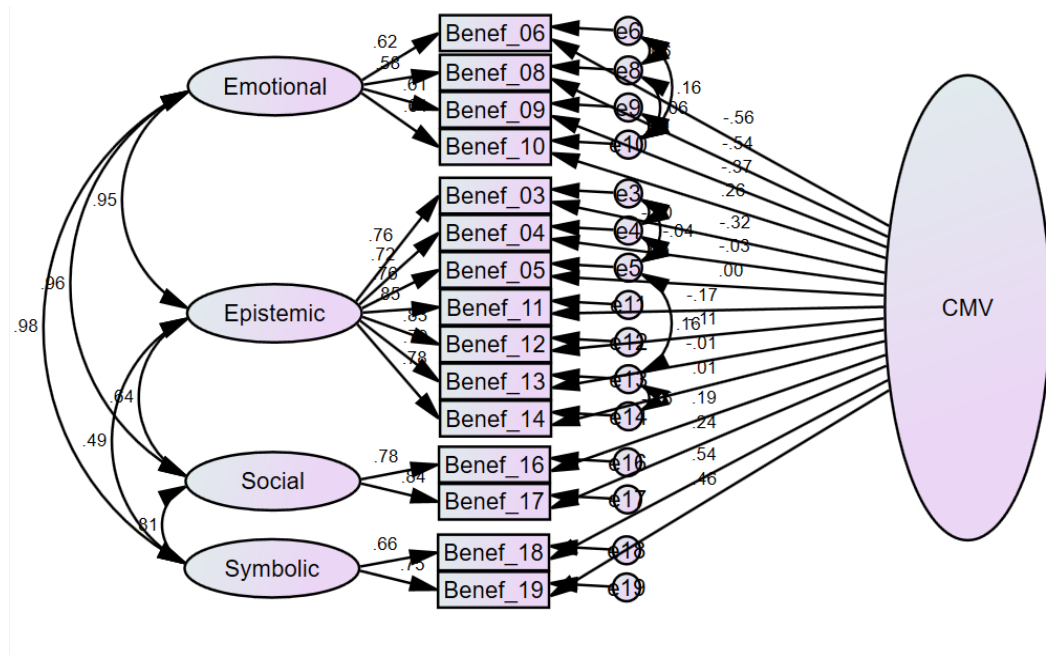 Emotional
Epistemic
Social
Symbolic
Benef_06
Benef_08
Benef_09
Benef_10
Benef_03
Benef_04
Benef_05
Benef_11
Benef_12
Benef_13
Benef_14
Benef_16
Benef_17
Benef_18
Benef_19
e6
e8
e9
e10
e3
e4
e5
e11
e12
e13
e14
e16
e17
e18
e19
CMV
.62
.58
.61
.76
.72
.76
.85
.83
.78
.78
.84
.66
.75
.95
.96
.98
.64
.49
.81
.16
-.04
.16
-.56
-.54
-.37
.26
-.32
-.03
.00
-.17
-.11
-.01
.01
.19
.24
.54
.46